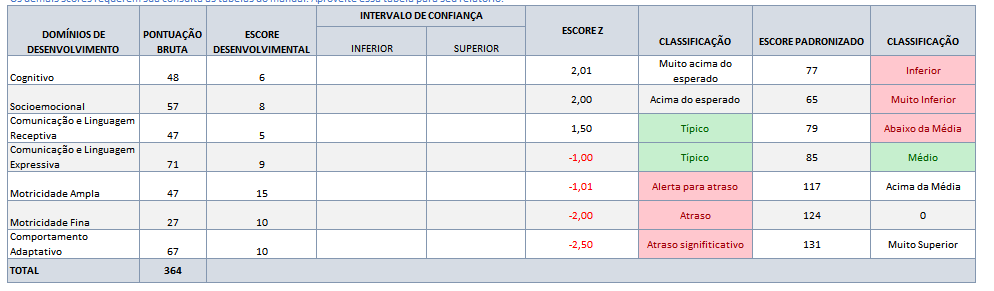 Os demais scores requerem sua consulta as tabelas do manual. Aproveite essa tabela para seu relatório.
DOMÍNIOS DE DESENVOLVIMENTO PONTUAÇÃO BRUTA ESCORE DESENVOLVIMENTAL INTERVALO DE CONFIANÇA INFERIOR SUPERIOR ESCORE Z CLASSIFICAÇÃO ESCORE PADRONIZADO CLASSIFICAÇÃO
Cognitivo 48 6 2,01 Muito acima do esperado 77 Inferior
Socioemocional 57 8 2,00 Acima do esperado 65 Muito Inferior
Comunicação e Linguagem Receptiva 47 5 1,50 Típico 79 Abaixo da Média
Comunicação e Linguagem Expressiva 71 9 -1,00 Típico 85 Médio
Motricidade Ampla 47 15 -1,01 Alerta para atraso 117 Acima da Média
Motricidade Fina 27 10 -2,00 Atraso 124 0
Comportamento Adaptativo 67 10 -2,50 Atraso signifiticativo 131 Muito Superior
TOTAL 364